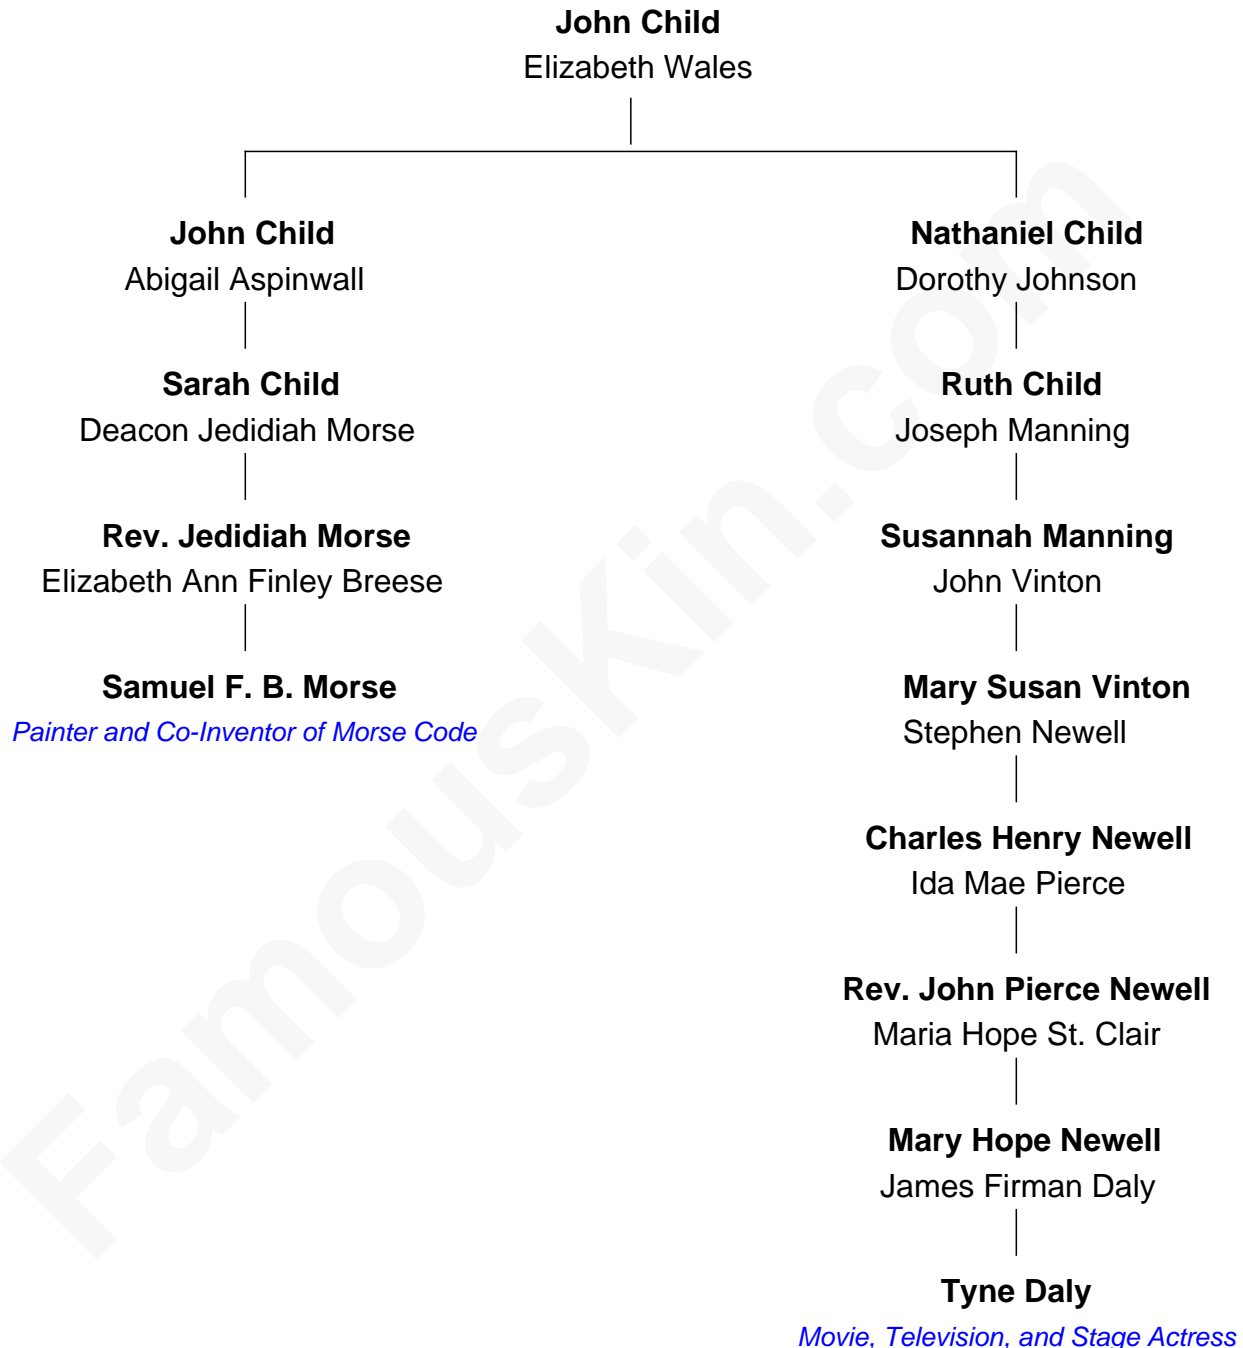 John Child
Elizabeth Wales
John Child
Abigail Aspinwall
Sarah Child
Deacon Jedidiah Morse
Rev. Jedidiah Morse
Elizabeth Ann Finley Breese
Samuel F. B. Morse
Painter and Co-Inventor of Morse Code
Nathaniel Child
Dorothy Johnson
Ruth Child
Joseph Manning
Susannah Manning
John Vinton
Mary Susan Vinton
Stephen Newell
Charles Henry Newell
Ida Mae Pierce
Rev. John Pierce Newell
Maria Hope St. Clair
Mary Hope Newell
James Firman Daly
Tyne Daly
Movie, Television, and Stage Actress
FamousKin.com